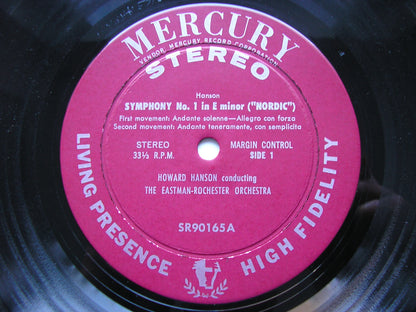 MERCURY
VENDOR: MERCURY RECORD CORPORATION
STEREO
Hanson
SYMPHONY No. 1 in E minor ("NORDIC")
First movement: Andante solenne—Allegro con forza
Second movement: Andante teneramente, con semplicita
STEREO MARGIN CONTROL
33⅓ R.P.M. SIDE 1
HOWARD HANSON conducting
THE EASTMAN-ROCHESTER ORCHESTRA
SR90165A
LIVING PRESENCE
HIGH FIDELITY